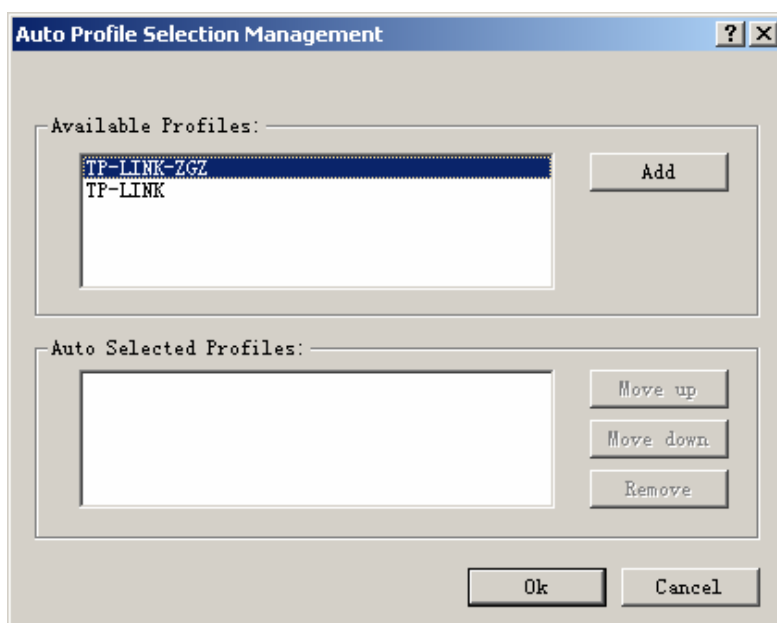 Auto Profile Selection Management
Available Profiles:
TP-LINK-ZGZ
TP-LINK
Add
Auto Selected Profiles:
Move up
Move down
Remove
Ok
Cancel